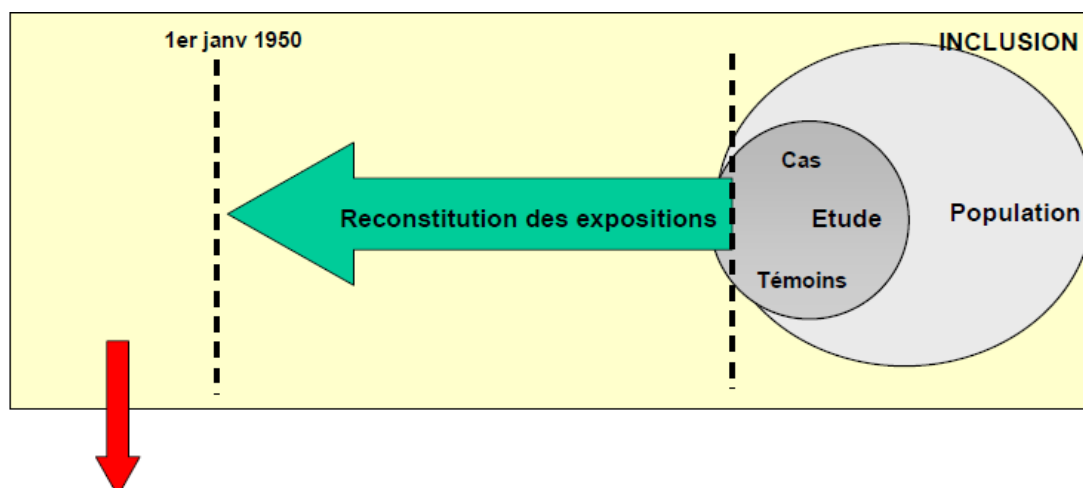 1er janv 1950
INCLUSION
Cas
Reconstitution des expositions
Etude
Population
Témoins